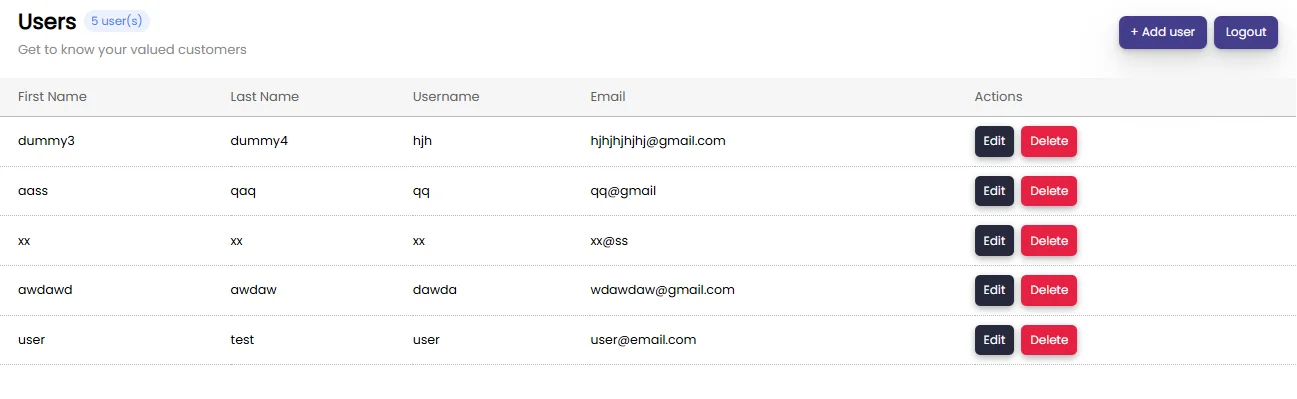 Users 5 user(s)
Get to know your valued customers
+ Add user Logout
First Name Last Name Username Email Actions
dummy3 dummy4 hjh hjhjhjhjhj@gmail.com Edit Delete
aass qaq qq qq@gmail Edit Delete
xx xx xx xx@ss Edit Delete
awdawd awdaw dawda wdawdaw@gmail.com Edit Delete
user test user user@email.com Edit Delete